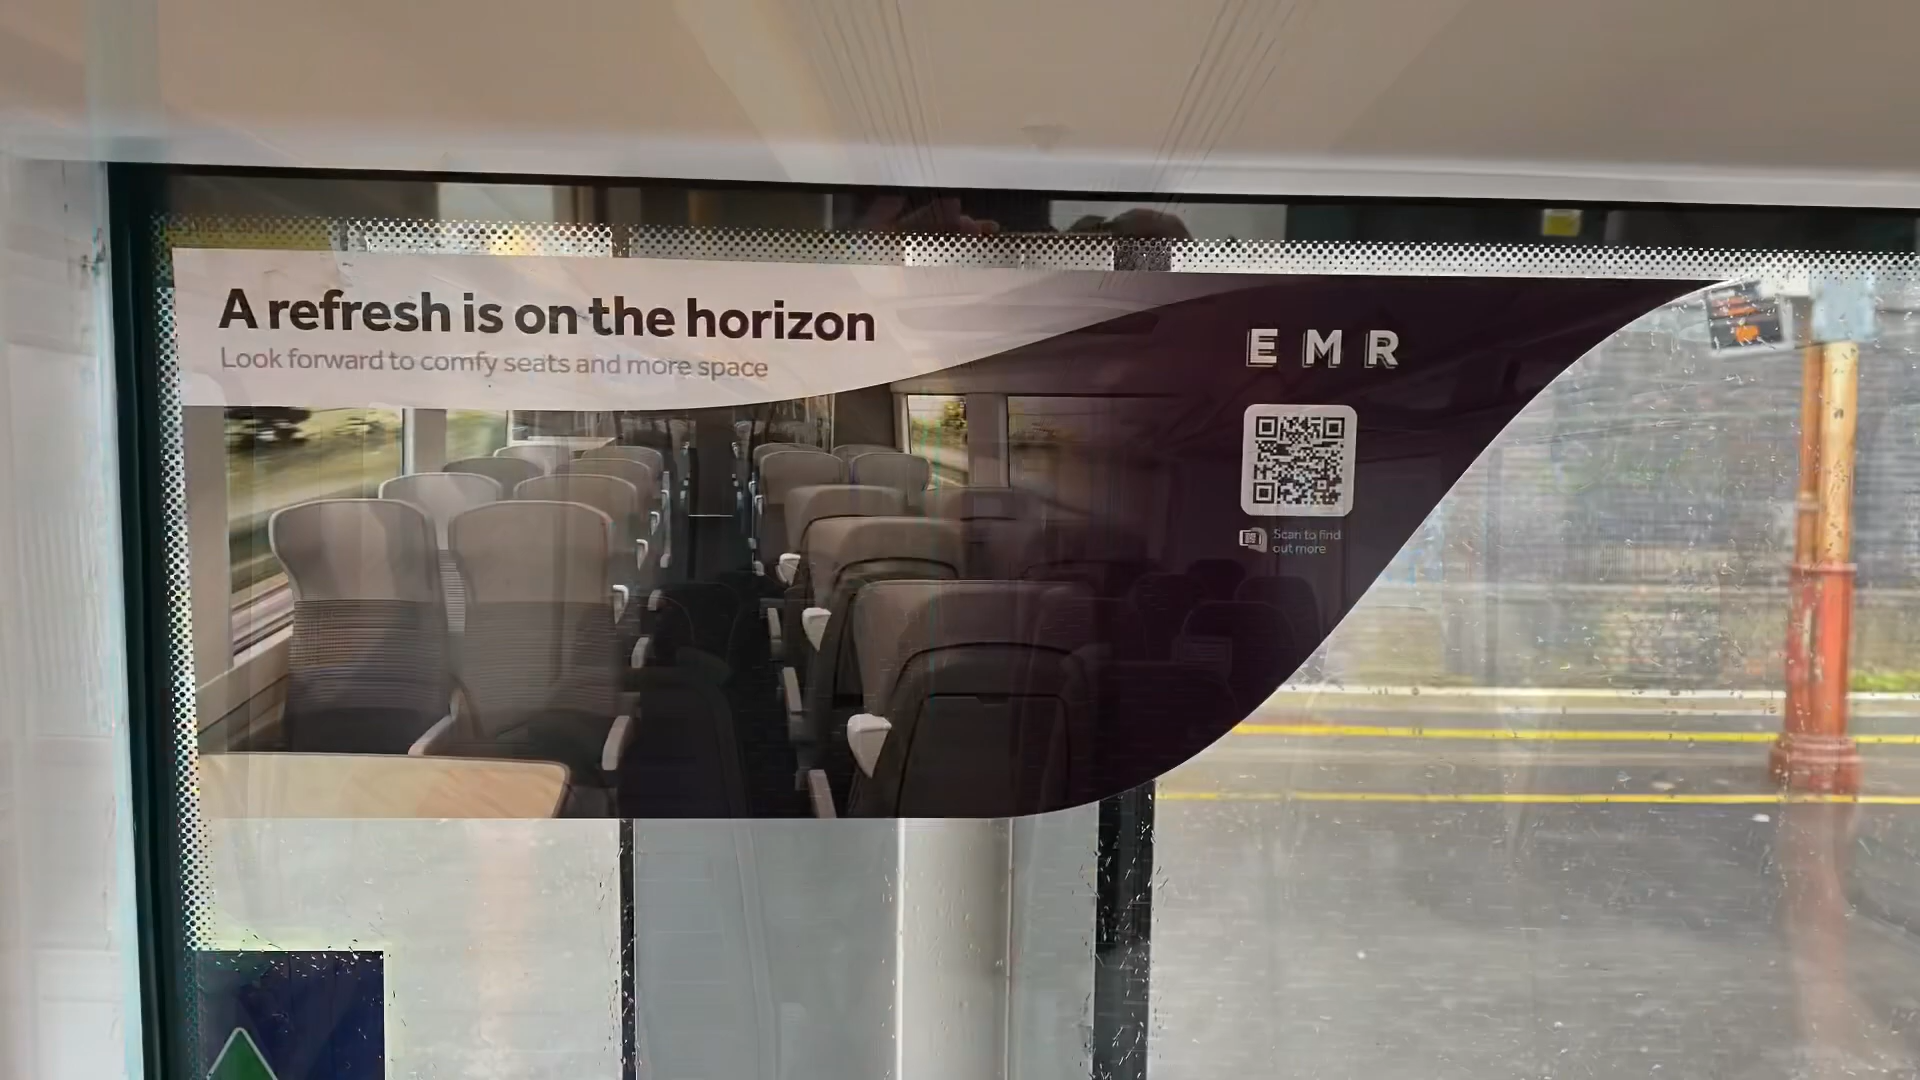 A refresh is on the horizon
Look forward to comfy seats and more space
EMR
Scan to find
out more